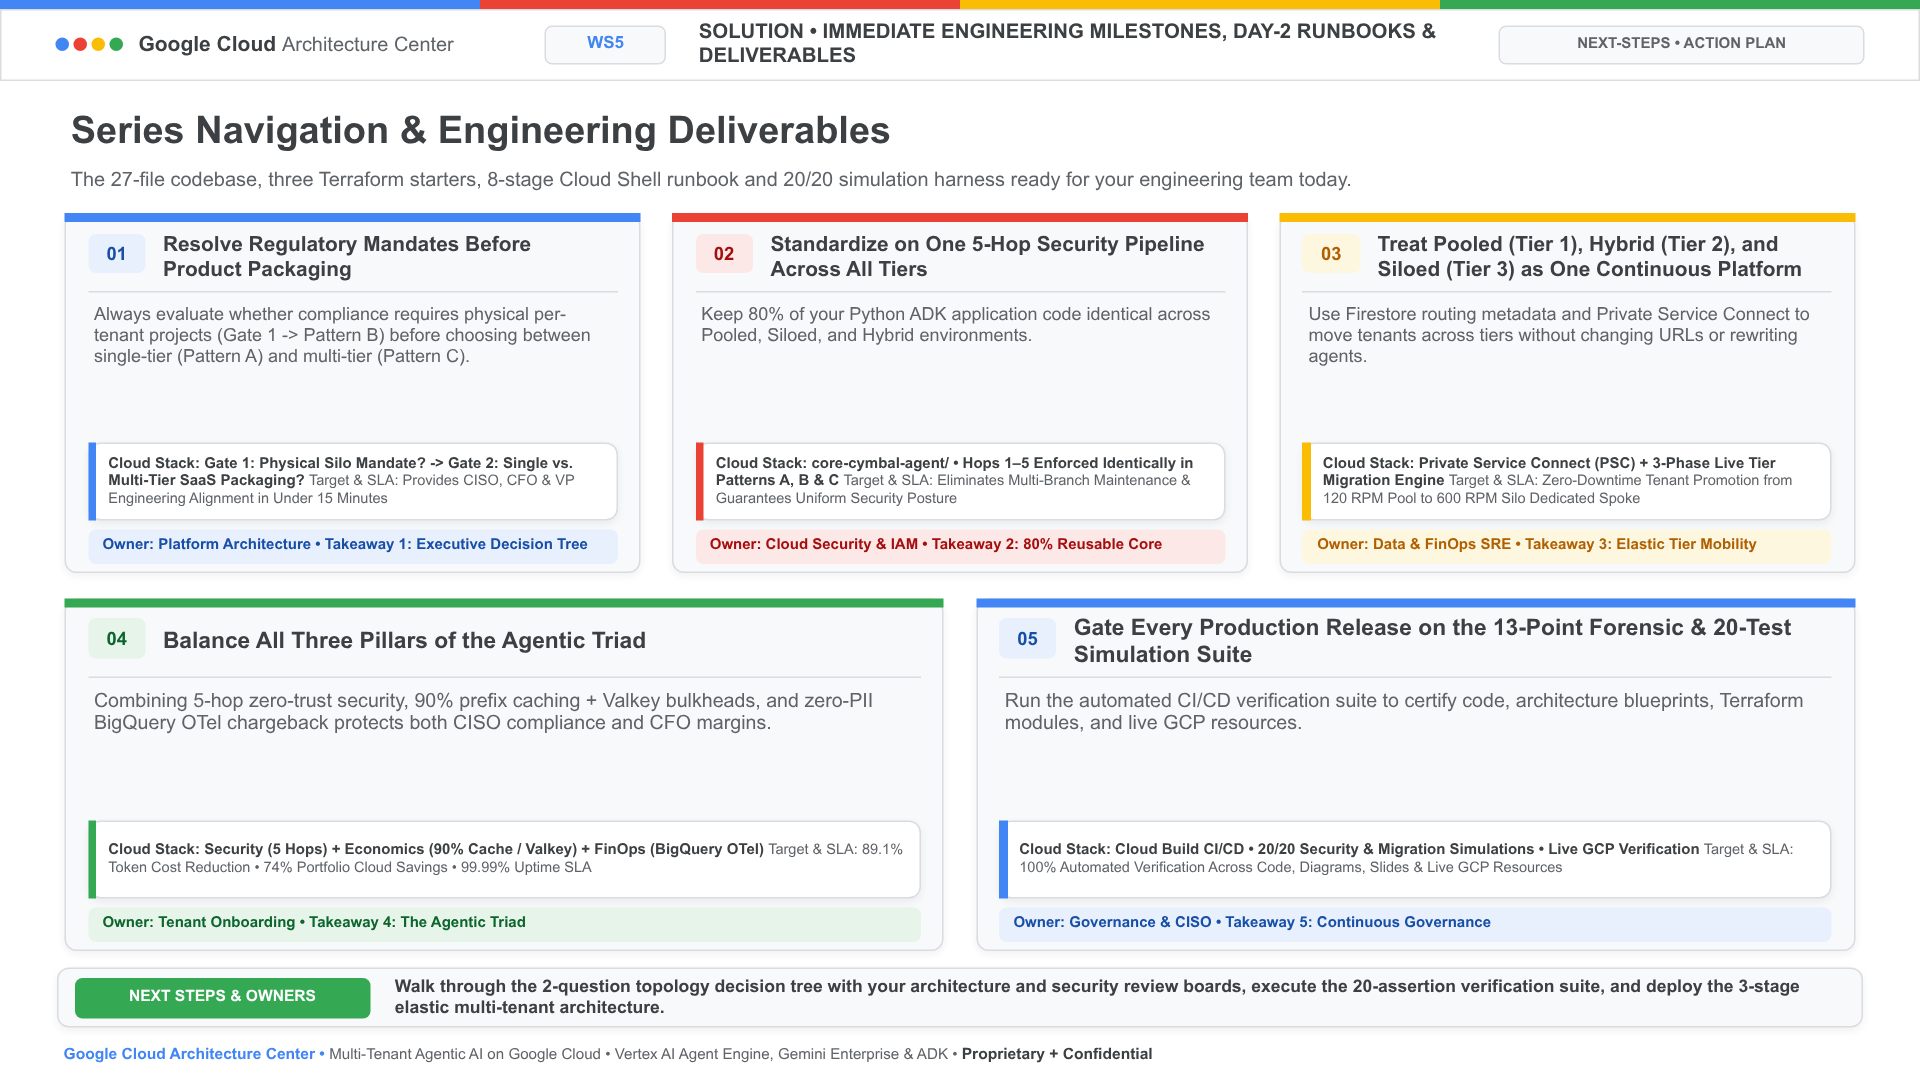 Google Cloud Architecture Center
WS5
SOLUTION • IMMEDIATE ENGINEERING MILESTONES, DAY-2 RUNBOOKS &
DELIVERABLES
NEXT-STEPS • ACTION PLAN
Series Navigation & Engineering Deliverables
The 27-file codebase, three Terraform starters, 8-stage Cloud Shell runbook and 20/20 simulation harness ready for your engineering team today.
01
Resolve Regulatory Mandates Before
Product Packaging
Always evaluate whether compliance requires physical per-
tenant projects (Gate 1 -> Pattern B) before choosing between
single-tier (Pattern A) and multi-tier (Pattern C).
Cloud Stack: Gate 1: Physical Silo Mandate? -> Gate 2: Single vs.
Multi-Tier SaaS Packaging? Target & SLA: Provides CISO, CFO & VP
Engineering Alignment in Under 15 Minutes
Owner: Platform Architecture • Takeaway 1: Executive Decision Tree
02
Standardize on One 5-Hop Security Pipeline
Across All Tiers
Keep 80% of your Python ADK application code identical across
Pooled, Siloed, and Hybrid environments.
Cloud Stack: core-cymbal-agent/ • Hops 1–5 Enforced Identically in
Patterns A, B & C Target & SLA: Eliminates Multi-Branch Maintenance &
Guarantees Uniform Security Posture
Owner: Cloud Security & IAM • Takeaway 2: 80% Reusable Core
03
Treat Pooled (Tier 1), Hybrid (Tier 2), and
Siloed (Tier 3) as One Continuous Platform
Use Firestore routing metadata and Private Service Connect to
move tenants across tiers without changing URLs or rewriting
agents.
Cloud Stack: Private Service Connect (PSC) + 3-Phase Live Tier
Migration Engine Target & SLA: Zero-Downtime Tenant Promotion from
120 RPM Pool to 600 RPM Silo Dedicated Spoke
Owner: Data & FinOps SRE • Takeaway 3: Elastic Tier Mobility
04
Balance All Three Pillars of the Agentic Triad
Combining 5-hop zero-trust security, 90% prefix caching + Valkey bulkheads, and zero-PII
BigQuery OTel chargeback protects both CISO compliance and CFO margins.
Cloud Stack: Security (5 Hops) + Economics (90% Cache / Valkey) + FinOps (BigQuery OTel) Target & SLA: 89.1%
Token Cost Reduction • 74% Portfolio Cloud Savings • 99.99% Uptime SLA
Owner: Tenant Onboarding • Takeaway 4: The Agentic Triad
05
Gate Every Production Release on the 13-Point Forensic & 20-Test
Simulation Suite
Run the automated CI/CD verification suite to certify code, architecture blueprints, Terraform
modules, and live GCP resources.
Cloud Stack: Cloud Build CI/CD • 20/20 Security & Migration Simulations • Live GCP Verification Target & SLA:
100% Automated Verification Across Code, Diagrams, Slides & Live GCP Resources
Owner: Governance & CISO • Takeaway 5: Continuous Governance
NEXT STEPS & OWNERS
Walk through the 2-question topology decision tree with your architecture and security review boards, execute the 20-assertion verification suite, and deploy the 3-stage
elastic multi-tenant architecture.
Google Cloud Architecture Center • Multi-Tenant Agentic AI on Google Cloud • Vertex AI Agent Engine, Gemini Enterprise & ADK • Proprietary + Confidential